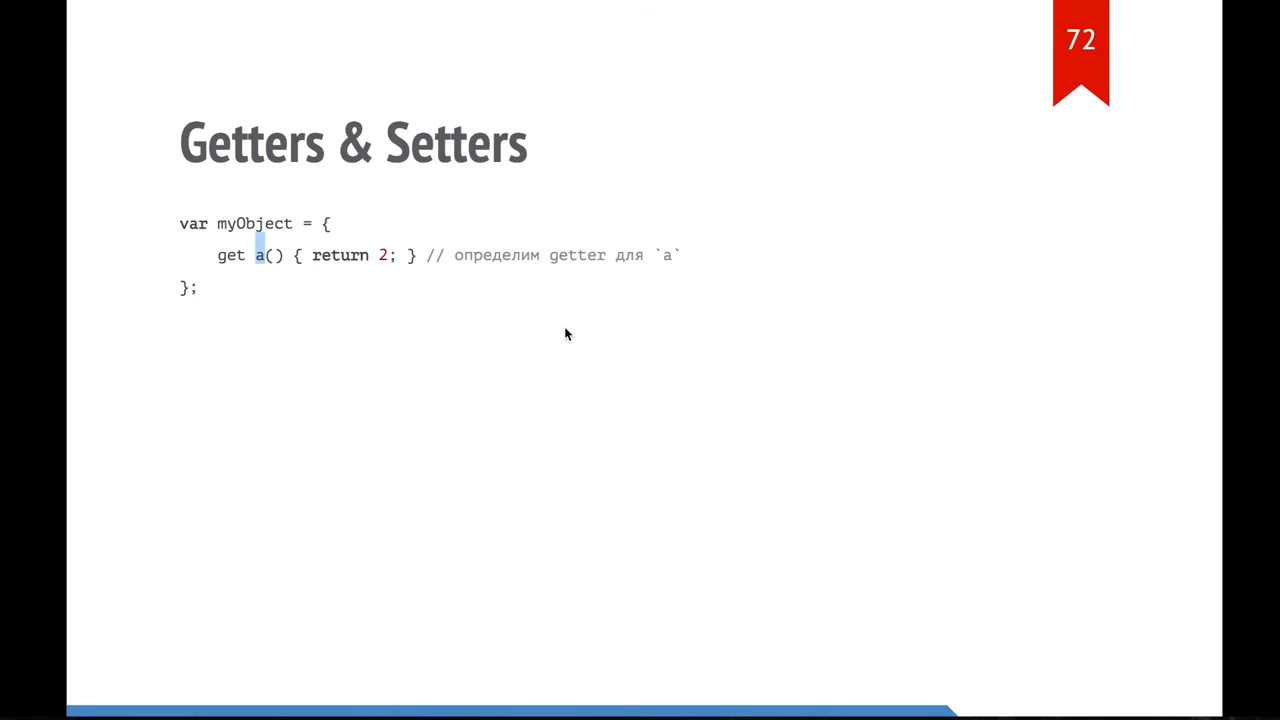 72
Getters & Setters
var myObject = {
    get a() { return 2; } // определим getter для `a`
};